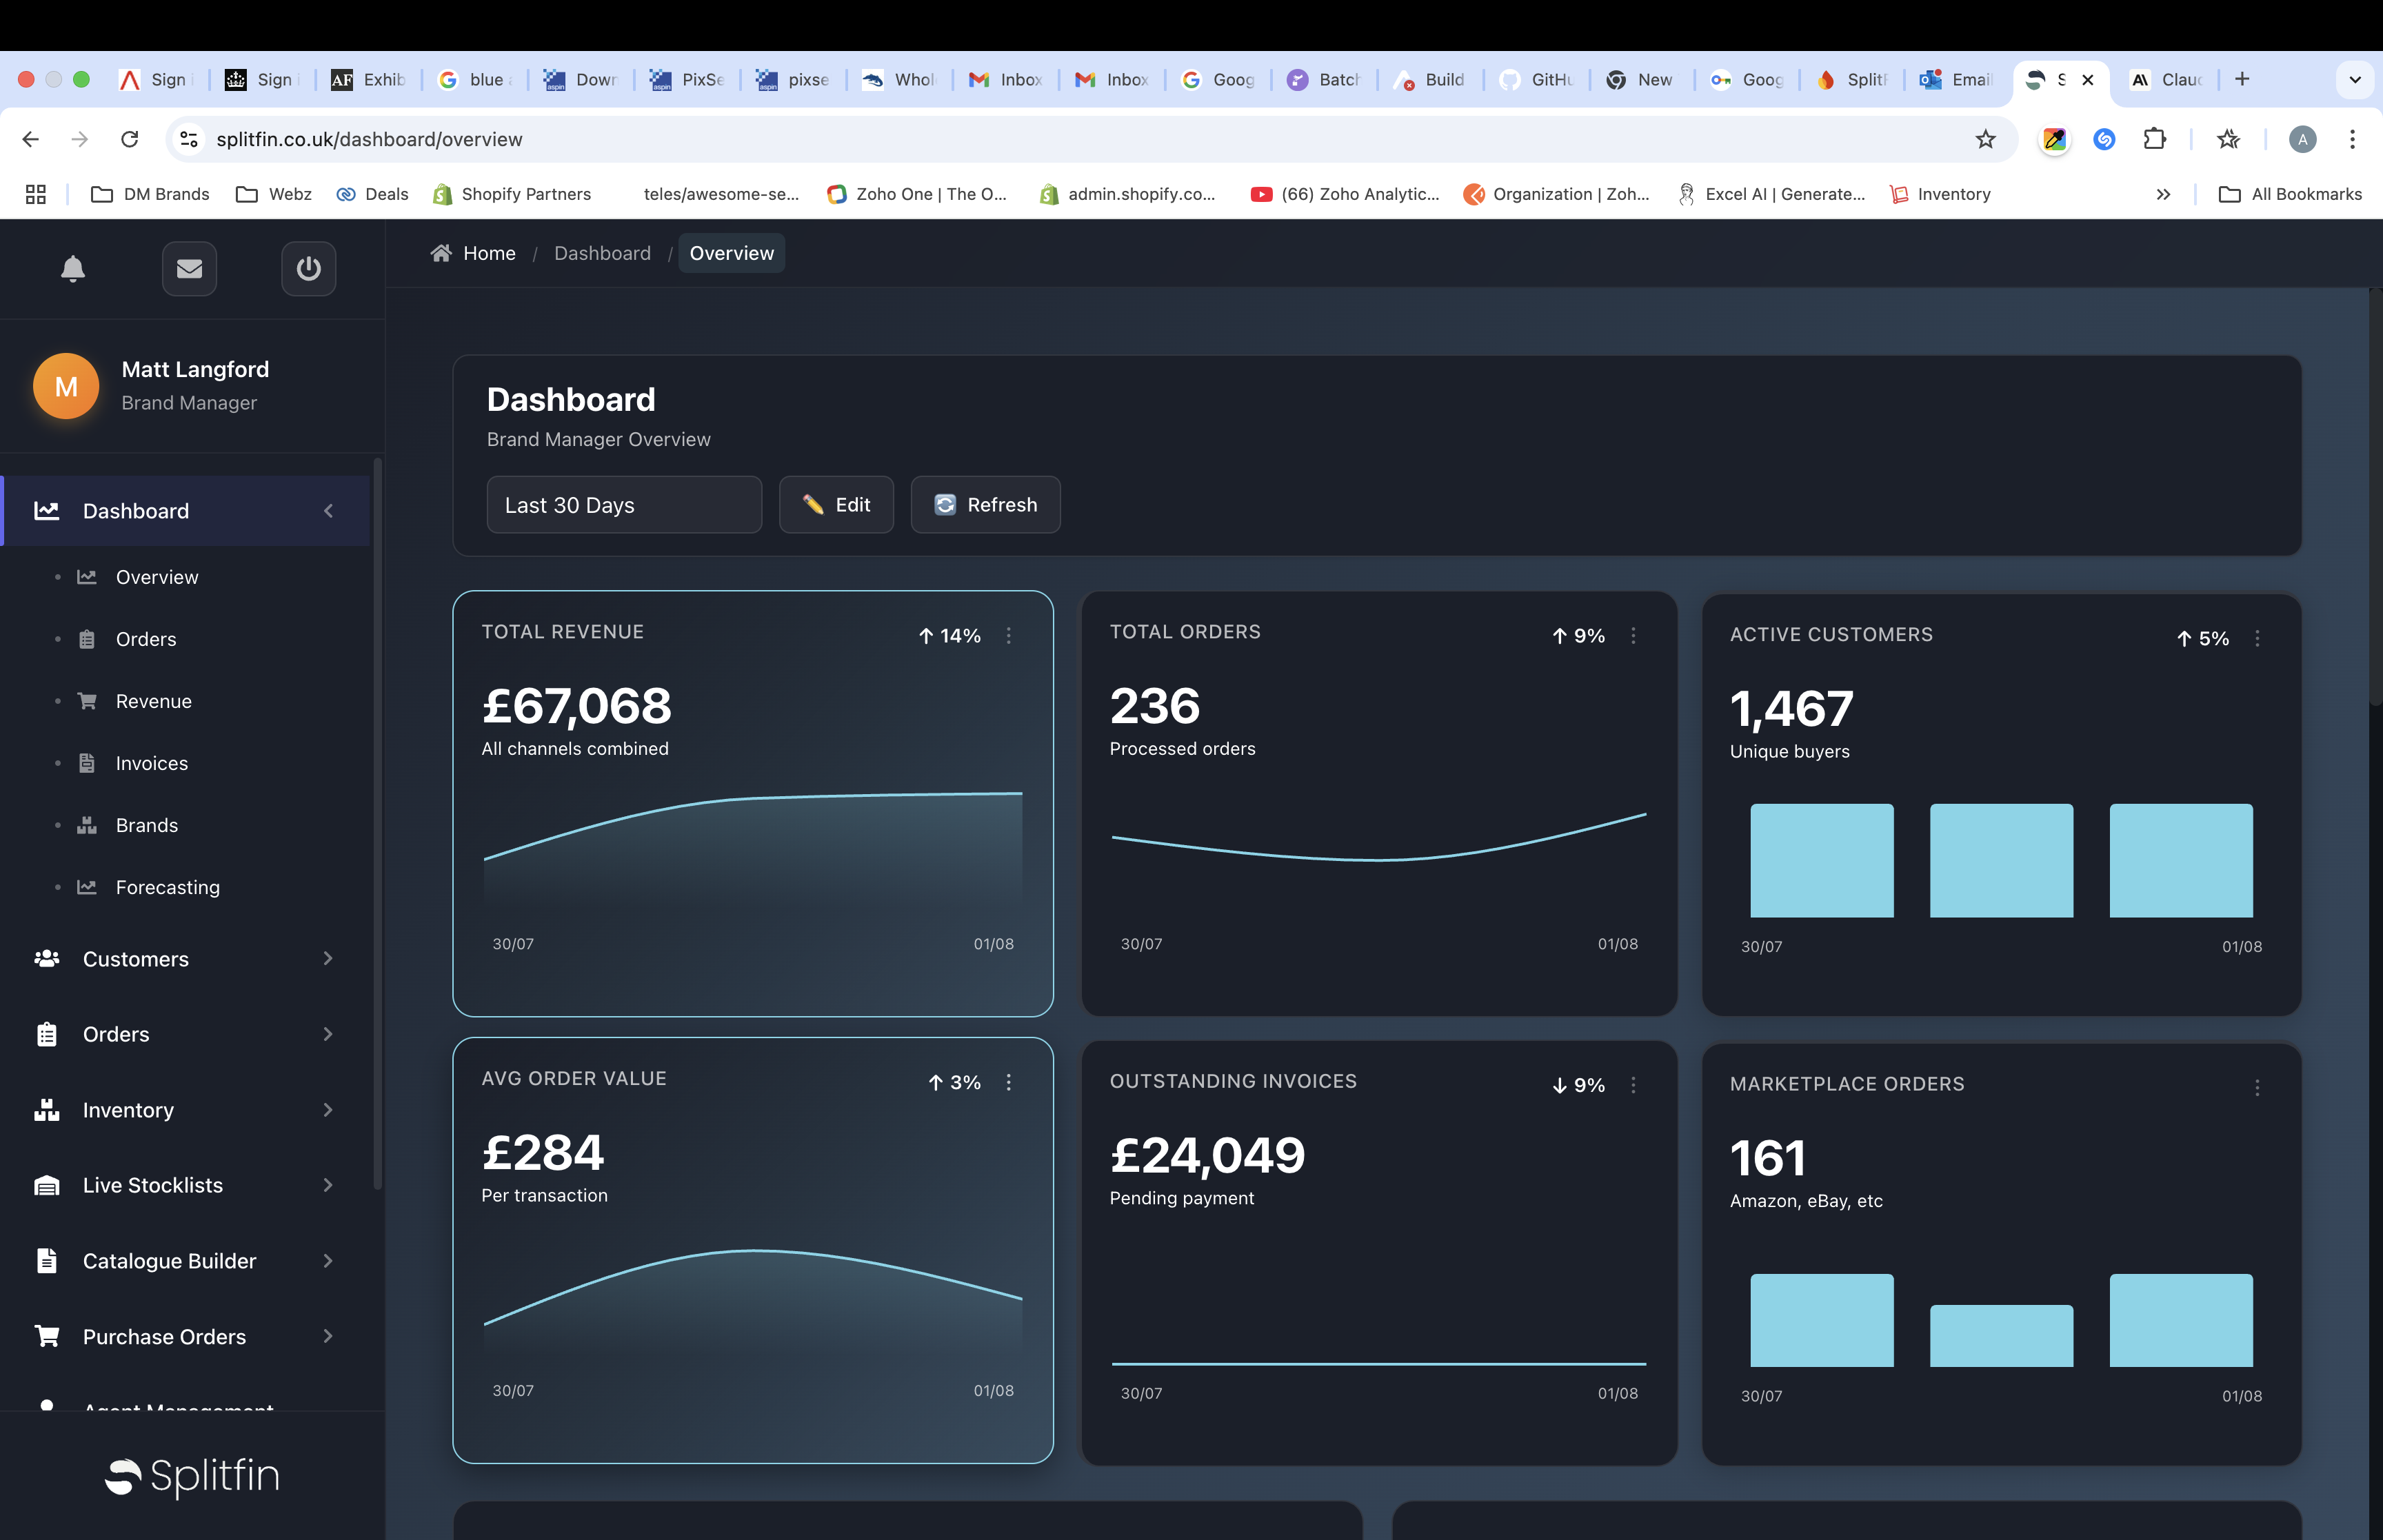 Sign
Sign
AF Exhib
blue
Down
PixSe
pixse
Whol
Inbox
Inbox
Goog
Batch
Build
GitHu
New
Goog
Split
Email
S
Clauc
splitfin.co.uk/dashboard/overview
A
DM Brands
Webz
Deals
Shopify Partners
teles/awesome-se...
Zoho One | The O...
admin.shopify.co...
(66) Zoho Analytic...
Organization | Zoh...
Excel AI | Generate...
Inventory
All Bookmarks
Home / Dashboard / Overview
M
Matt Langford
Brand Manager
Dashboard
Overview
Orders
Revenue
Invoices
Brands
Forecasting
Customers
Orders
Inventory
Live Stocklists
Catalogue Builder
Purchase Orders
Agent Management
Splitfin
Dashboard
Brand Manager Overview
Last 30 Days
Edit
Refresh
TOTAL REVENUE
↑ 14%
£67,068
All channels combined
30/07
01/08
TOTAL ORDERS
↑ 9%
236
Processed orders
30/07
01/08
ACTIVE CUSTOMERS
↑ 5%
1,467
Unique buyers
30/07
01/08
AVG ORDER VALUE
↑ 3%
£284
Per transaction
30/07
01/08
OUTSTANDING INVOICES
↓ 9%
£24,049
Pending payment
30/07
01/08
MARKETPLACE ORDERS
161
Amazon, eBay, etc
30/07
01/08